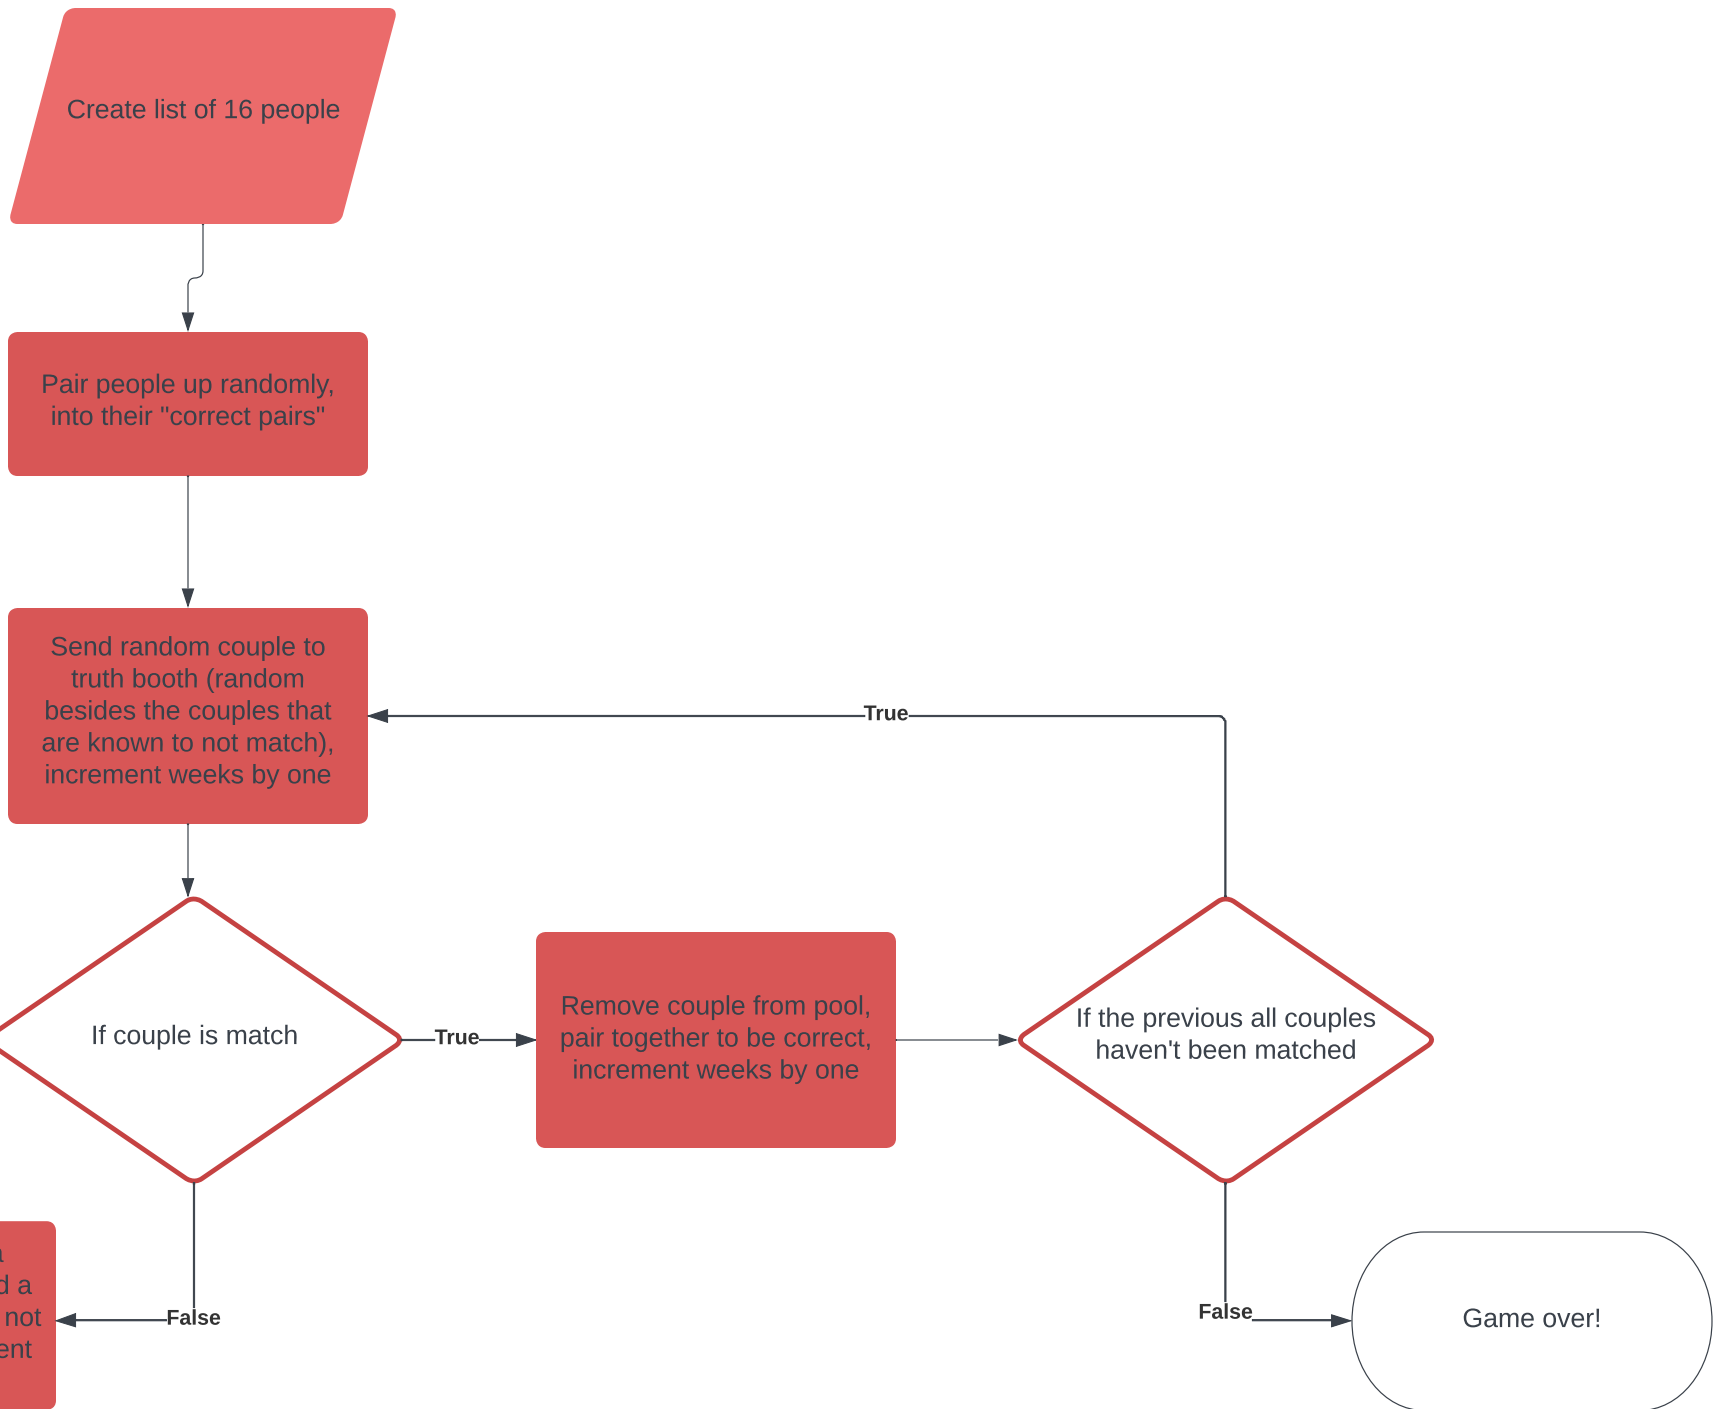 Create list of 16 people
Pair people up randomly,
into their "correct pairs"
Send random couple to
truth booth (random
besides the couples that
are known to not match),
increment weeks by one
True
If couple is match
True
Remove couple from pool,
pair together to be correct,
increment weeks by one
If the previous all couples
haven't been matched
a
not
False
False
Game over!